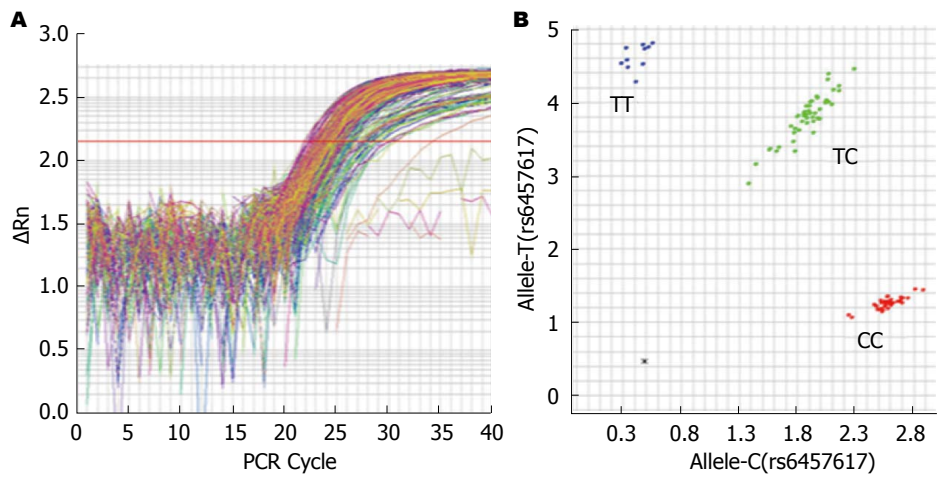 A
3.0
2.5
2.0
1.5
1.0
0.5
0.0
ΔRn
0 5 10 15 20 25 30 35 40
PCR Cycle
B
5
4
3
2
1
0
Allele-T(rs6457617)
TT
TC
CC
0.3 0.8 1.3 1.8 2.3 2.8
Allele-C(rs6457617)